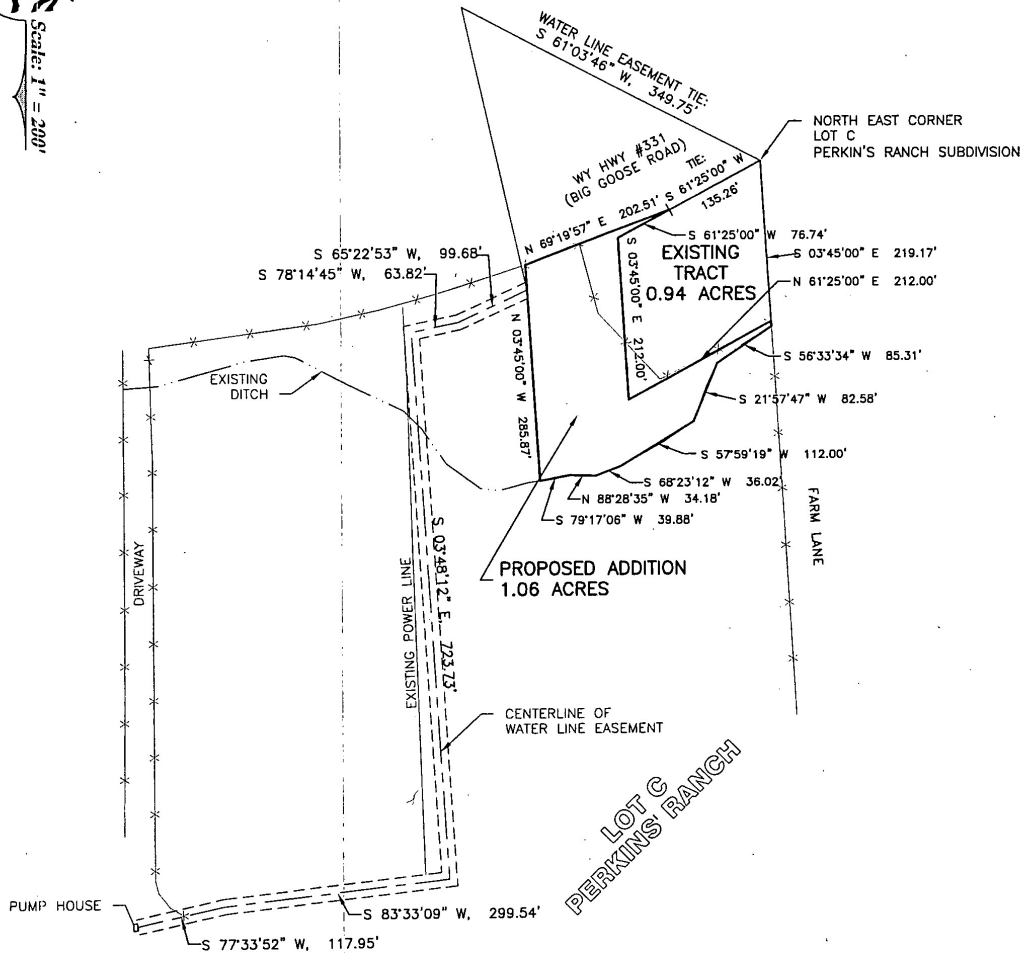 Scale: 1" = 200'
WATER LINE EASEMENT TIE:
S 61°03'46" W, 349.75'
NORTH EAST CORNER
LOT C
PERKIN'S RANCH SUBDIVISION
WY HWY #331
(BIG GOOSE ROAD)
TIE:
S 61°25'00" W
135.26'
N 69°19'57" E 202.51'
S 61°25'00" W 76.74'
S 65°22'53" W, 99.68'
S 78°14'45" W, 63.82'
EXISTING
TRACT
0.94 ACRES
S 03°45'00" E 219.17'
N 61°25'00" E 212.00'
S 03°45'00" E 212.00'
N 03°45'00" W 285.87'
S 56°33'34" W 85.31'
EXISTING
DITCH
S 21°57'47" W 82.58'
S 57°59'19" W 112.00'
S 68°23'12" W 36.02'
N 88°28'35" W 34.18'
S 79°17'06" W 39.88'
FARM LANE
PROPOSED ADDITION
1.06 ACRES
DRIVEWAY
EXISTING POWER LINE
S 03°48'12" E, 723.73'
CENTERLINE OF
WATER LINE EASEMENT
LOT C
PERKINS' RANCH
PUMP HOUSE
S 83°33'09" W, 299.54'
S 77°33'52" W, 117.95'